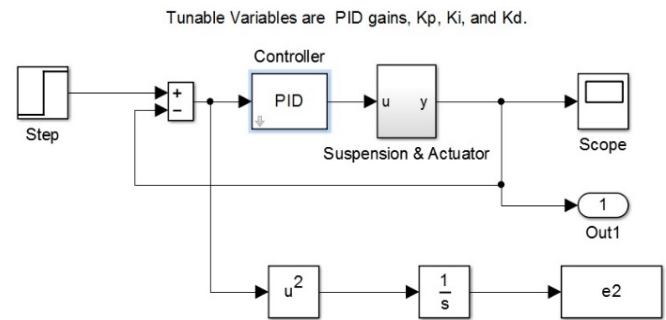 Tunable Variables are PID gains, Kp, Ki, and Kd.
Controller
+
−
PID
u y
Step
Suspension & Actuator
Scope
1
Out1
u²
1
s
e2